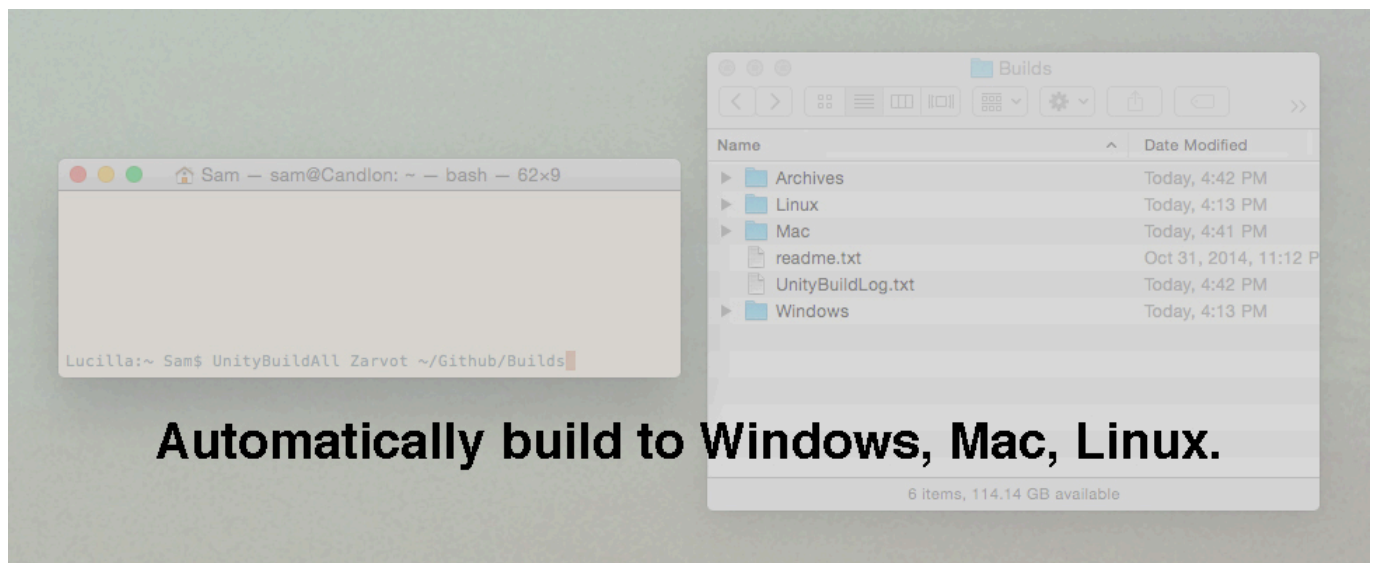 Sam — sam@Candlon: ~ — bash — 62×9
Lucilla:~ Sam$ UnityBuildAll Zarvot ~/Github/Builds
Builds
Name Date Modified
Archives Today, 4:42 PM
Linux Today, 4:13 PM
Mac Today, 4:41 PM
readme.txt Oct 31, 2014, 11:12 P
UnityBuildLog.txt Today, 4:42 PM
Windows Today, 4:13 PM
6 items, 114.14 GB available
Automatically build to Windows, Mac, Linux.